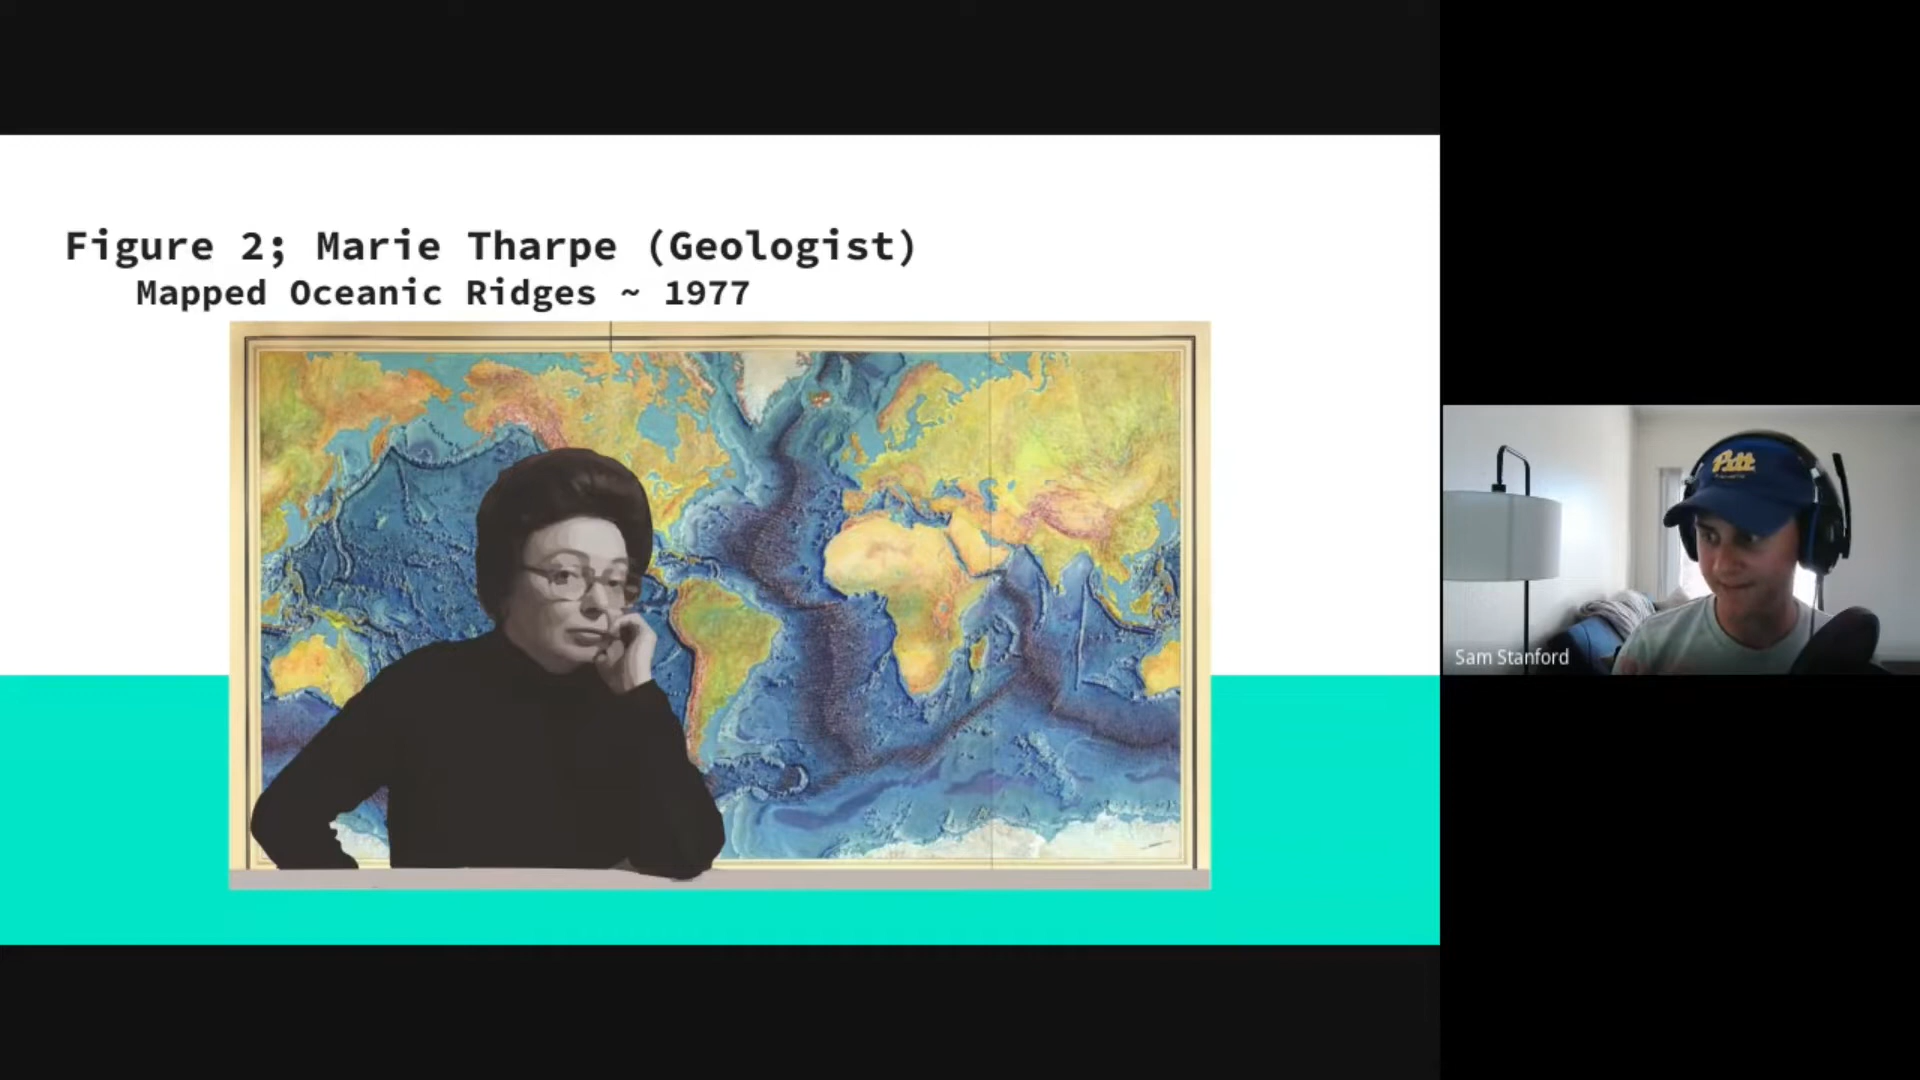 Figure 2; Marie Tharpe (Geologist)
Mapped Oceanic Ridges ~ 1977
Pitt
Sam Stanford